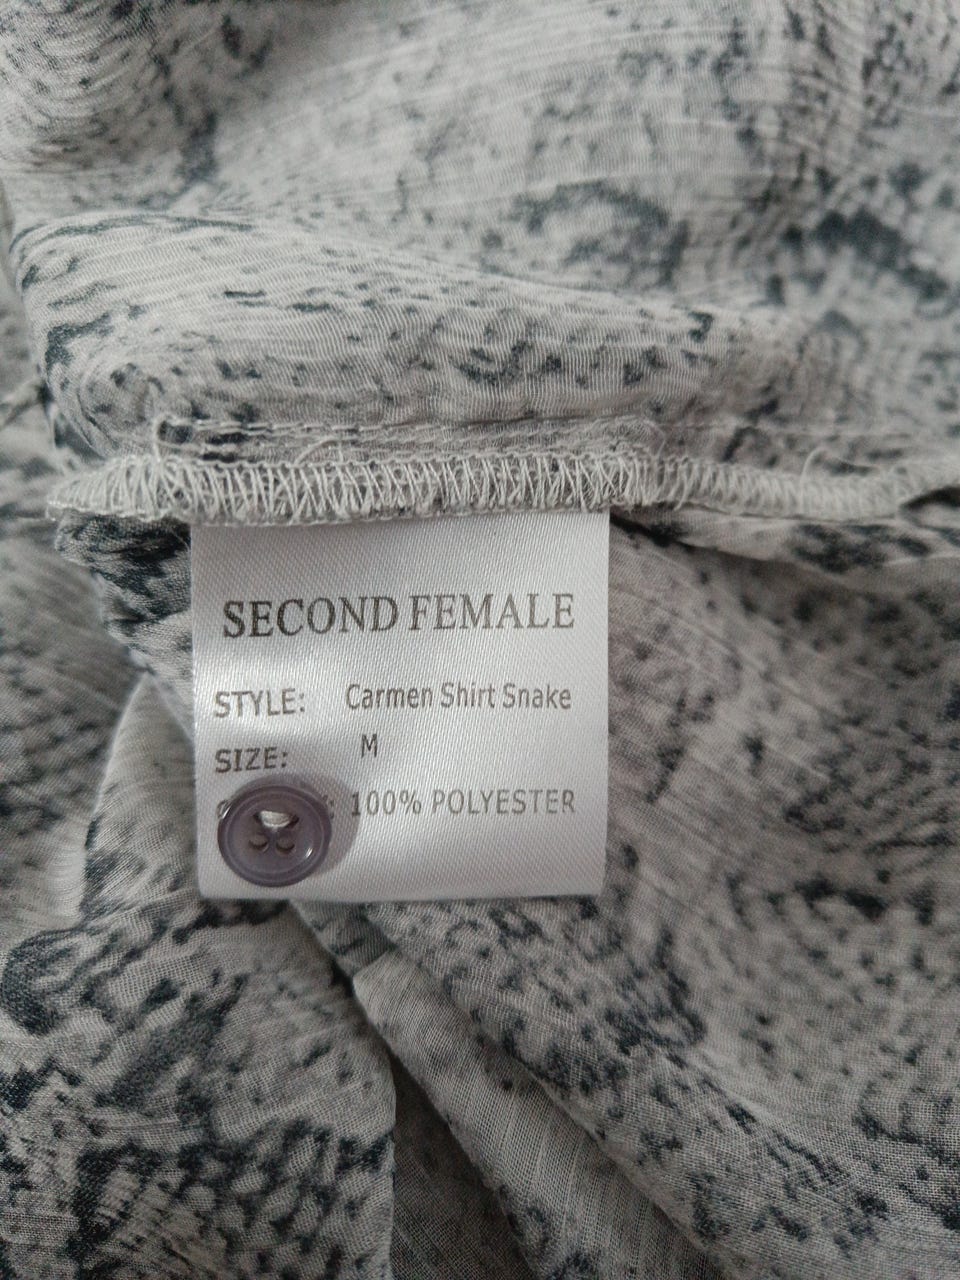 SECOND FEMALE
STYLE: Carmen Shirt Snake
SIZE: M
100% POLYESTER